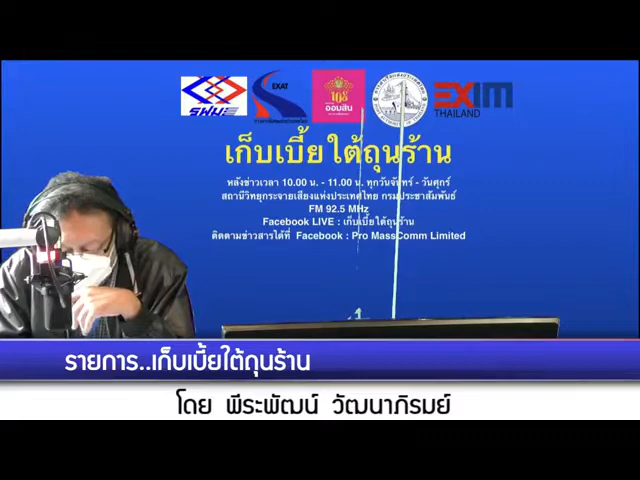 รฟม
EXAT
108
ออมสิน
EXIM
THAILAND
เก็บเบี้ยใต้ถุนร้าน
หลังข่าวเวลา 10.00 น. - 11.00 น. ทุกวันจันทร์ - วันศุกร์
สถานีวิทยุกระจายเสียงแห่งประเทศไทย กรมประชาสัมพันธ์
FM 92.5 MHz
Facebook LIVE : เก็บเบี้ยใต้ถุนร้าน
ติดตามข่าวสารได้ที่ Facebook : Pro MassComm Limited
รายการ..เก็บเบี้ยใต้ถุนร้าน
โดย พีระพัฒน์ วัฒนาภิรมย์